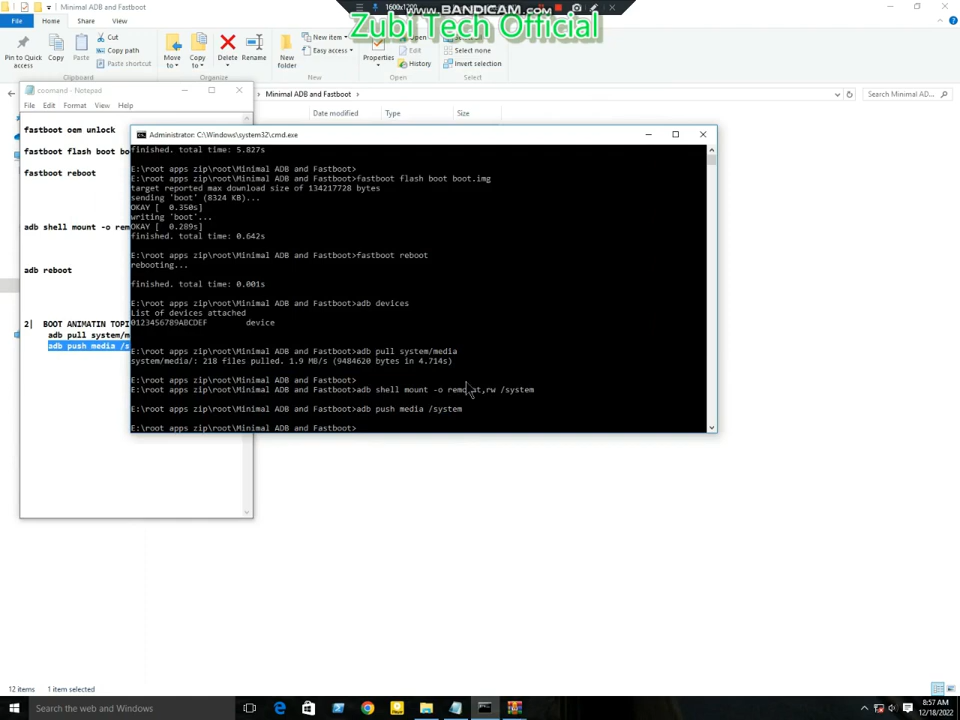 Minimal ADB and Fastboot
www.BANDICAM.com
1600x1200
Zubi Tech Official
File
Home
Share
View
Pin to Quick access
Copy
Paste
Cut
Copy path
Paste shortcut
Clipboard
Move to
Copy to
Delete
Rename
Organize
New folder
New item
Easy access
New
Properties
Open
Edit
History
Open
Select none
Invert selection
Minimal ADB and Fastboot
Search Minimal AD...
Date modified
Type
Size
coomand - Notepad
File
Edit
Format
View
Help
fastboot oem unlock
fastboot flash boot bo
fastboot reboot
adb shell mount -o rem
adb reboot
2| BOOT ANIMATIN TOPI
adb pull system/m
adb push media /s
Administrator: C:\Windows\system32\cmd.exe
finished. total time: 5.827s
E:\root apps zip\root\Minimal ADB and Fastboot>
E:\root apps zip\root\Minimal ADB and Fastboot>fastboot flash boot boot.img
target reported max download size of 134217728 bytes
sending 'boot' (8324 KB)...
OKAY [  0.350s]
writing 'boot'...
OKAY [  0.289s]
finished. total time: 0.642s
E:\root apps zip\root\Minimal ADB and Fastboot>fastboot reboot
rebooting...
finished. total time: 0.001s
E:\root apps zip\root\Minimal ADB and Fastboot>adb devices
List of devices attached
0123456789ABCDEF        device
E:\root apps zip\root\Minimal ADB and Fastboot>adb pull system/media
system/media/: 218 files pulled. 1.9 MB/s (9484620 bytes in 4.714s)
E:\root apps zip\root\Minimal ADB and Fastboot>
E:\root apps zip\root\Minimal ADB and Fastboot>adb shell mount -o remount,rw /system
E:\root apps zip\root\Minimal ADB and Fastboot>adb push media /system
E:\root apps zip\root\Minimal ADB and Fastboot>
12 items
1 item selected
Search the web and Windows
8:57 AM
12/18/2022